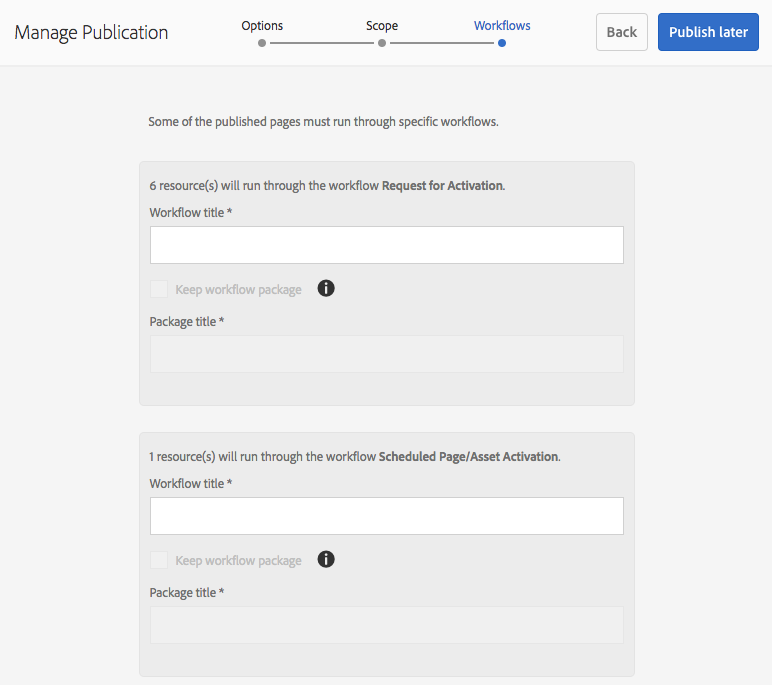 Manage Publication
Options
Scope
Workflows
Back
Publish later
Some of the published pages must run through specific workflows.
6 resource(s) will run through the workflow Request for Activation.
Workflow title *
Keep workflow package
Package title *
1 resource(s) will run through the workflow Scheduled Page/Asset Activation.
Workflow title *
Keep workflow package
Package title *